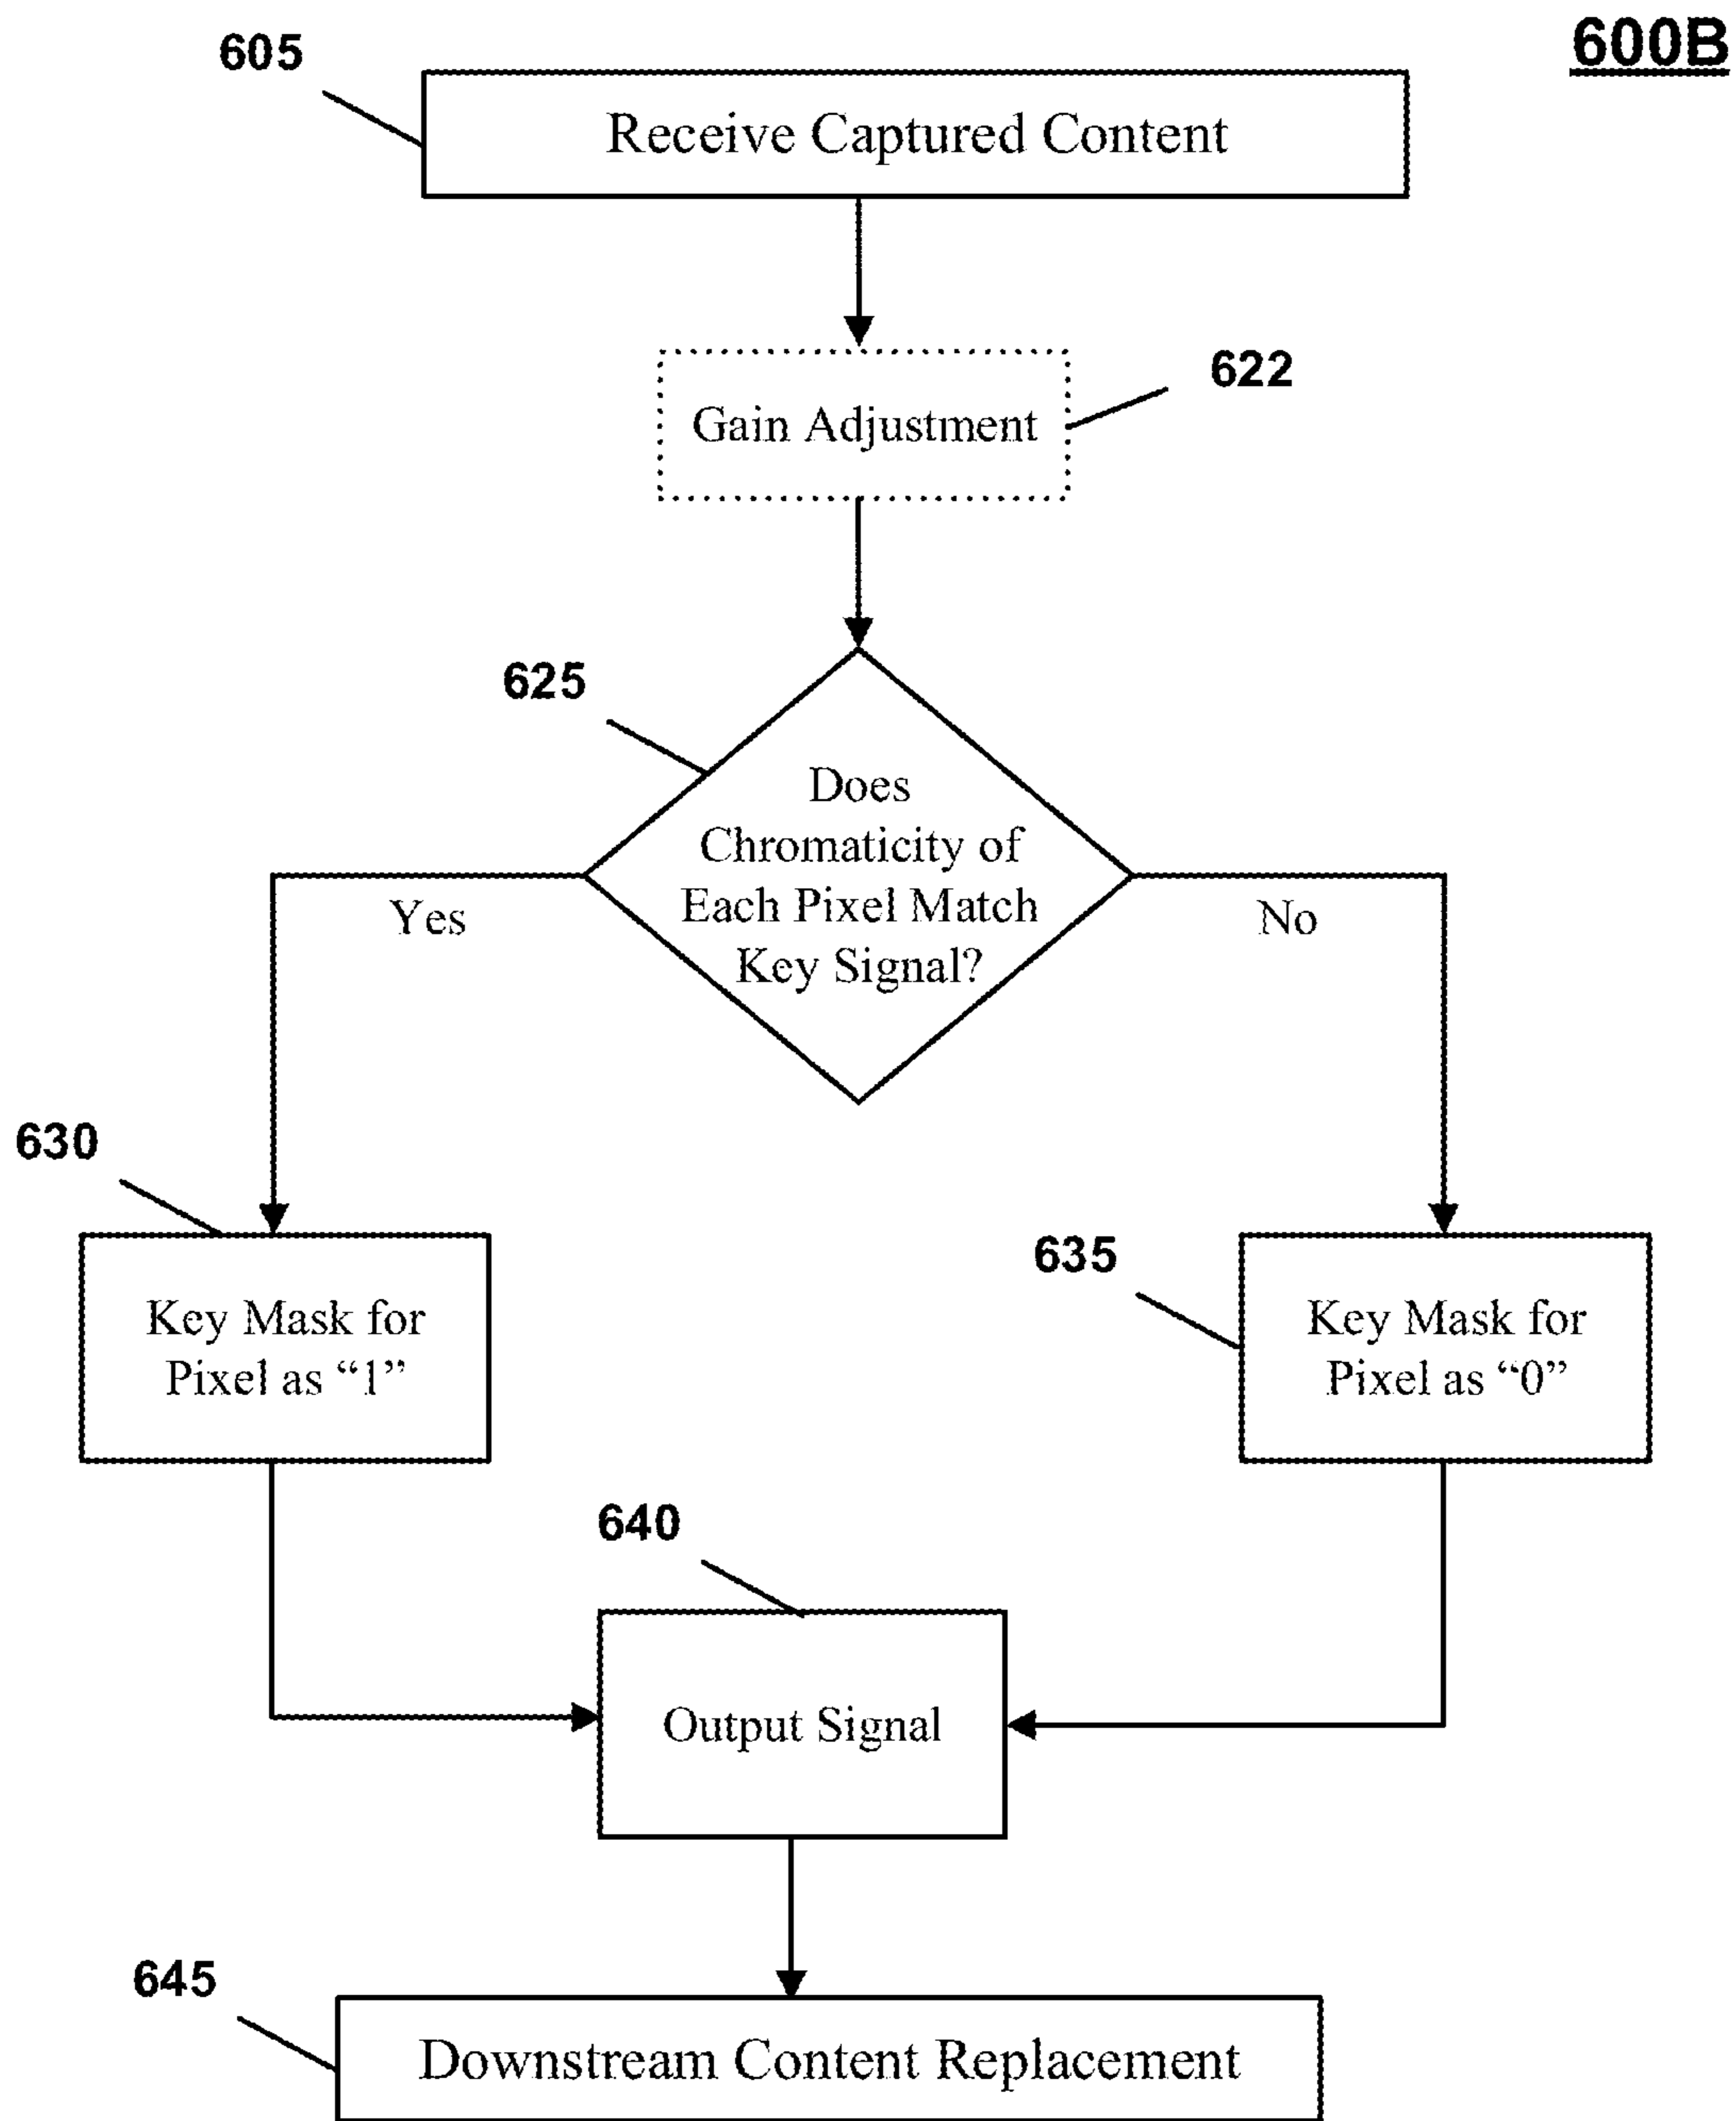 600B
605
Receive Captured Content
622
Gain Adjustment
625
Does
Chromaticity of
Each Pixel Match
Key Signal?
Yes
No
630
Key Mask for
Pixel as “1”
635
Key Mask for
Pixel as “0”
640
Output Signal
645
Downstream Content Replacement